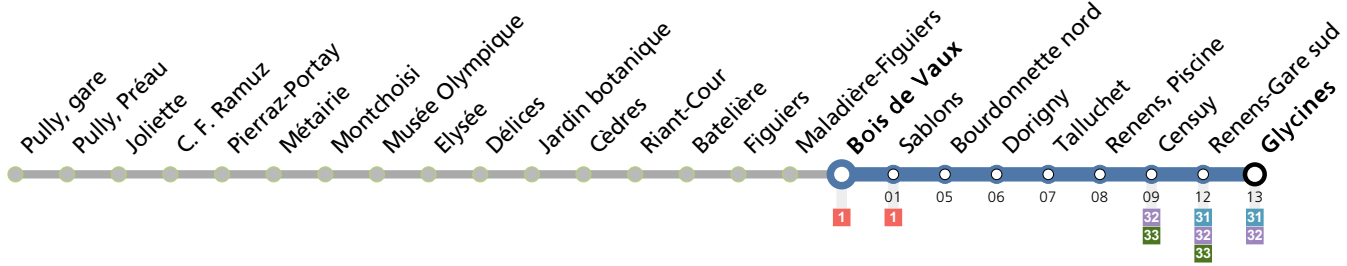 Pully, gare
Pully, Préau
Joliette
C. F. Ramuz
Pierraz-Portay
Métairie
Montchoisi
Musée Olympique
Elysée
Délices
Jardin botanique
Cèdres
Riant-Cour
Batelière
Figuiers
Maladière-Figuiers
Bois de Vaux
Sablons
Bourdonnette nord
Dorigny
Talluchet
Renens, Piscine
Censuy
Renens-Gare sud
Glycines
01 05 06 07 08 09 12 13
1 1 32 31 31
33 32 32
33